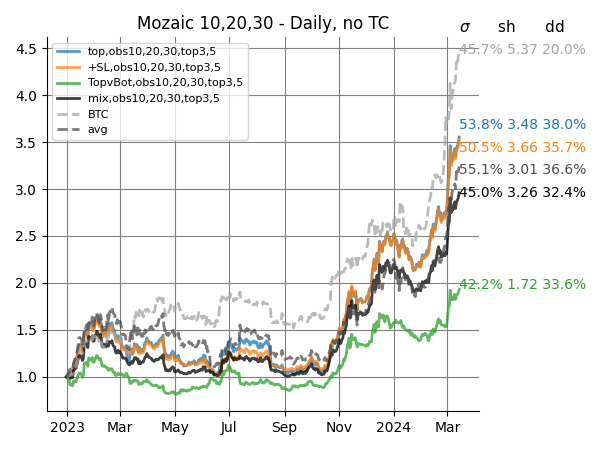 Mozaic 10,20,30 - Daily, no TC
σ sh dd
top,obs10,20,30,top3,5
+SL,obs10,20,30,top3,5
TopvBot,obs10,20,30,top3,5
mix,obs10,20,30,top3,5
BTC
avg
45.7% 5.37 20.0%
53.8% 3.48 38.0%
50.5% 3.66 35.7%
55.1% 3.01 36.6%
45.0% 3.26 32.4%
42.2% 1.72 33.6%
4.5
4.0
3.5
3.0
2.5
2.0
1.5
1.0
2023 Mar May Jul Sep Nov 2024 Mar